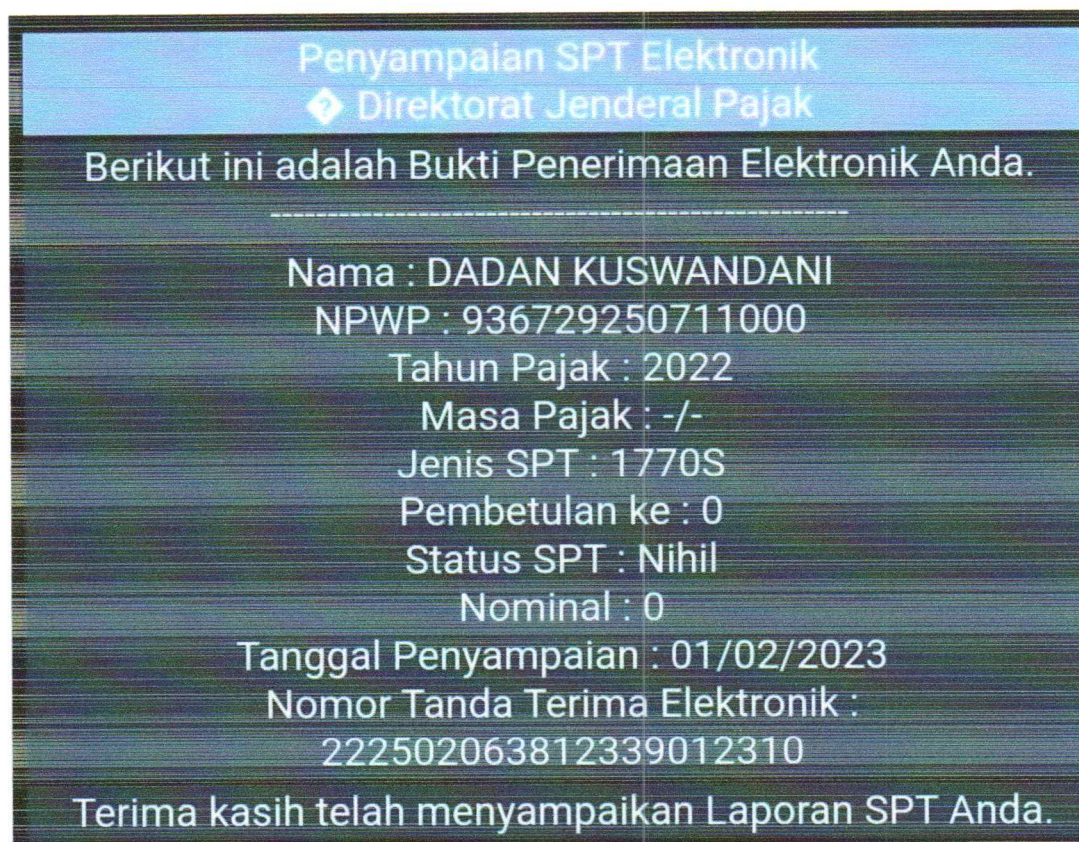 Penyampaian SPT Elektronik
� Direktorat Jenderal Pajak
Berikut ini adalah Bukti Penerimaan Elektronik Anda.
--------------------------------------------------
Nama : DADAN KUSWANDANI
NPWP : 936729250711000
Tahun Pajak : 2022
Masa Pajak : -/-
Jenis SPT : 1770S
Pembetulan ke : 0
Status SPT : Nihil
Nominal : 0
Tanggal Penyampaian : 01/02/2023
Nomor Tanda Terima Elektronik :
222502063812339012310
Terima kasih telah menyampaikan Laporan SPT Anda.